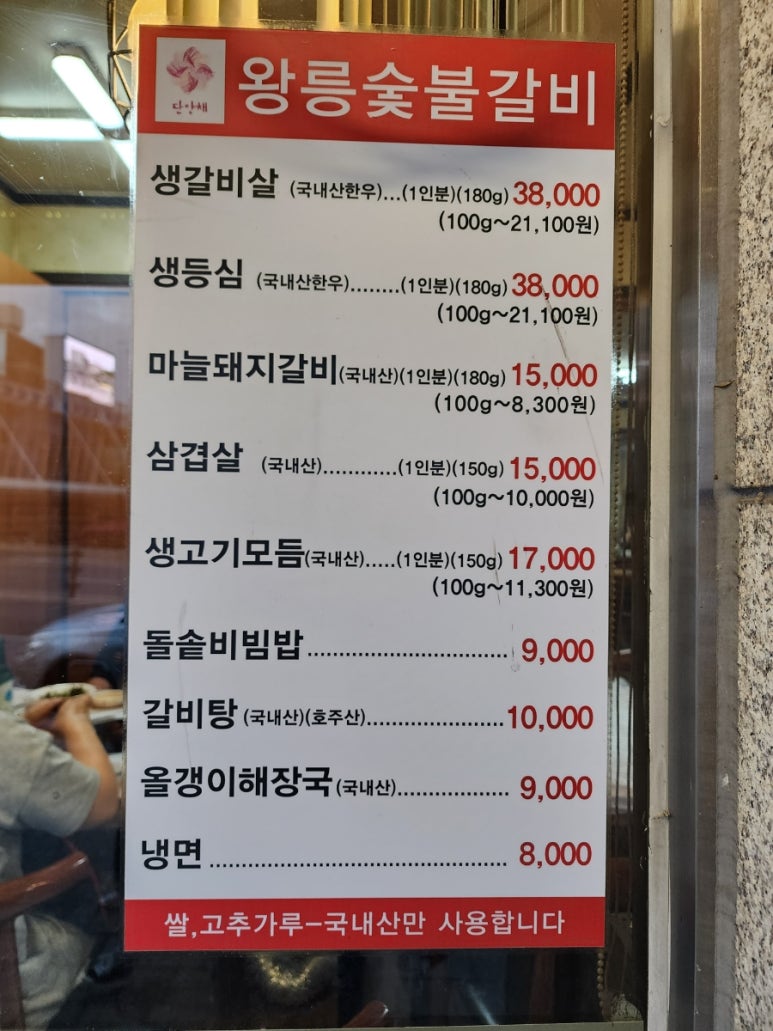 단안채
왕릉숯불갈비
생갈비살 (국내산한우)...(1인분)(180g) 38,000
(100g~21,100원)
생등심 (국내산한우)........(1인분)(180g) 38,000
(100g~21,100원)
마늘돼지갈비(국내산)(1인분)(180g) 15,000
(100g~8,300원)
삼겹살 (국내산)............(1인분)(150g) 15,000
(100g~10,000원)
생고기모듬(국내산).....(1인분)(150g) 17,000
(100g~11,300원)
돌솥비빔밥................................ 9,000
갈비탕 (국내산)(호주산)......................10,000
올갱이해장국(국내산).................. 9,000
냉면 ............................................... 8,000
쌀,고추가루-국내산만 사용합니다